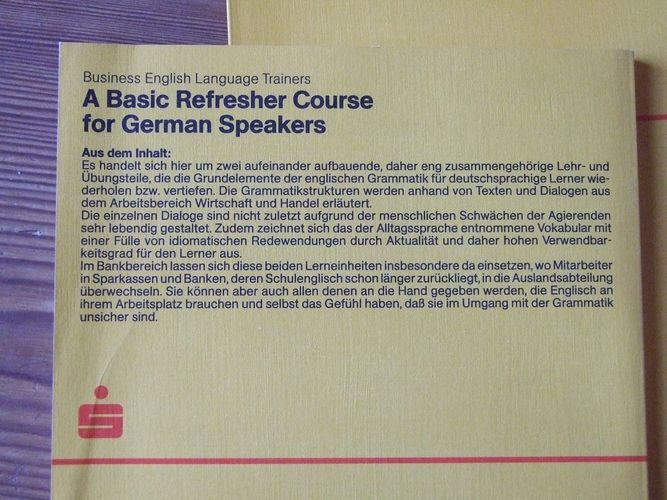 Business English Language Trainers
A Basic Refresher Course
for German Speakers
Aus dem Inhalt:
Es handelt sich hier um zwei aufeinander aufbauende, daher eng zusammengehörige Lehr- und
Übungsteile, die die Grundelemente der englischen Grammatik für deutschsprachige Lerner wie-
derholen bzw. vertiefen. Die Grammatikstrukturen werden anhand von Texten und Dialogen aus
dem Arbeitsbereich Wirtschaft und Handel erläutert.
Die einzelnen Dialoge sind nicht zuletzt aufgrund der menschlichen Schwächen der Agierenden
sehr lebendig gestaltet. Zudem zeichnet sich das der Alltagssprache entnommene Vokabular mit
einer Fülle von idiomatischen Redewendungen durch Aktualität und daher hohen Verwendbar-
keitsgrad für den Lerner aus.
Im Bankbereich lassen sich diese beiden Lerneinheiten insbesondere da einsetzen, wo Mitarbeiter
in Sparkassen und Banken, deren Schulenglisch schon länger zurückliegt, in die Auslandsabteilung
überwechseln. Sie können aber auch allen denen an die Hand gegeben werden, die Englisch an
ihrem Arbeitsplatz brauchen und selbst das Gefühl haben, daß sie im Umgang mit der Grammatik
unsicher sind.